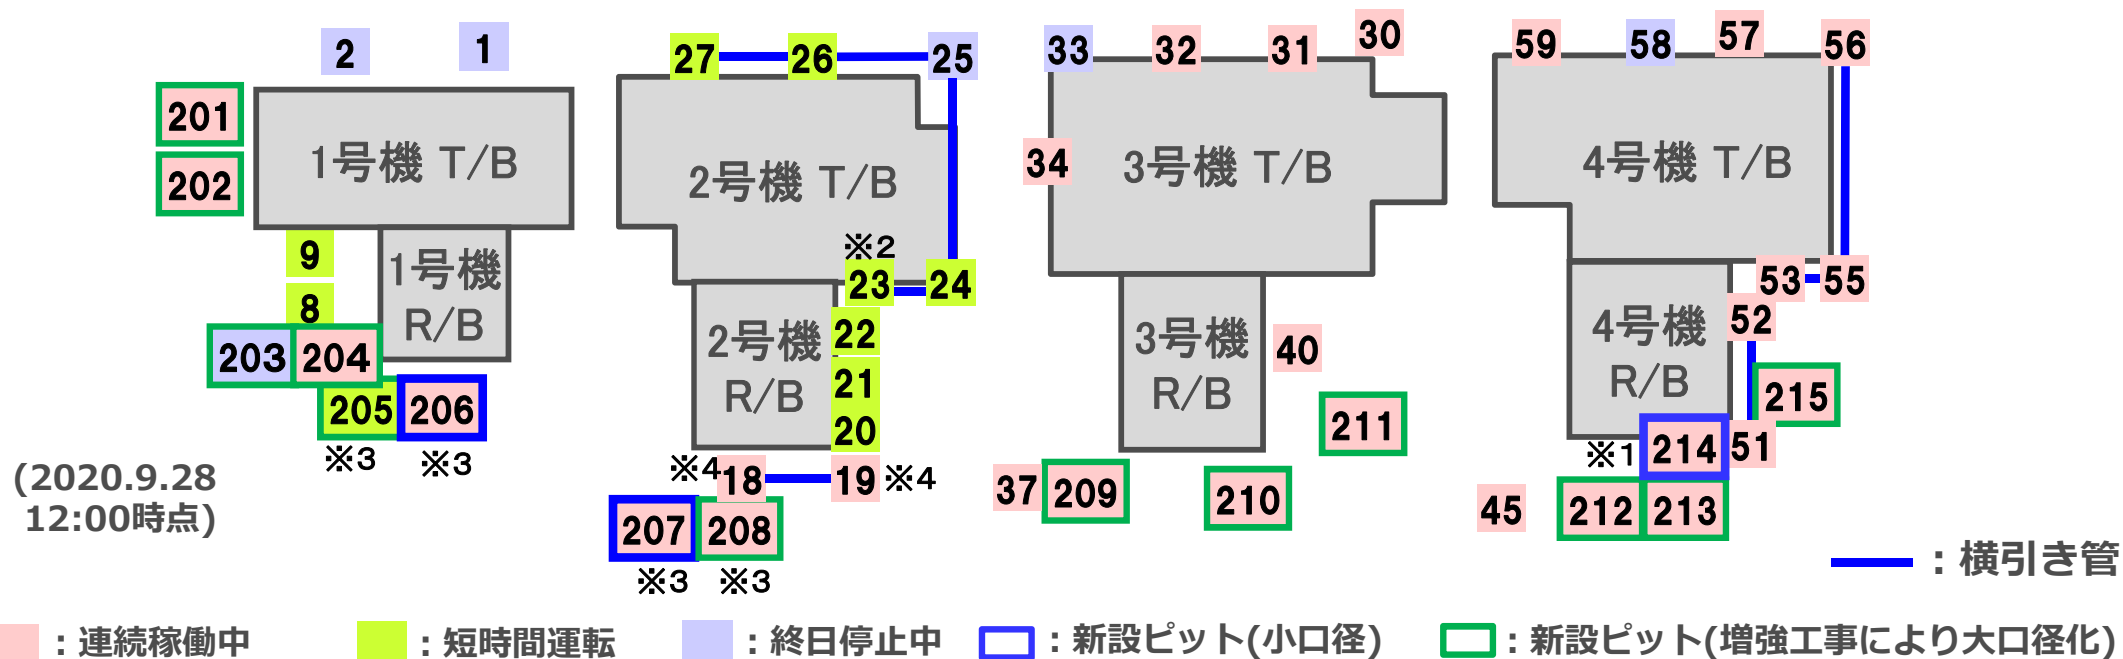 2
1
201
202
1号機 T/B
9
8
1号機
R/B
203
204
205
206
※3
※3
27
26
25
2号機 T/B
※2
23
24
22
21
20
2号機
R/B
※4
18
19
※4
207
208
※3
※3
33
32
31
30
34
3号機 T/B
3号機
R/B
40
211
37
209
210
59
58
57
56
4号機 T/B
53
55
52
4号機
R/B
215
※1
214
51
45
212
213
(2020.9.28
12:00時点)
：横引き管
：連続稼働中
：短時間運転
：終日停止中
：新設ピット(小口径)
：新設ピット(増強工事により大口径化)